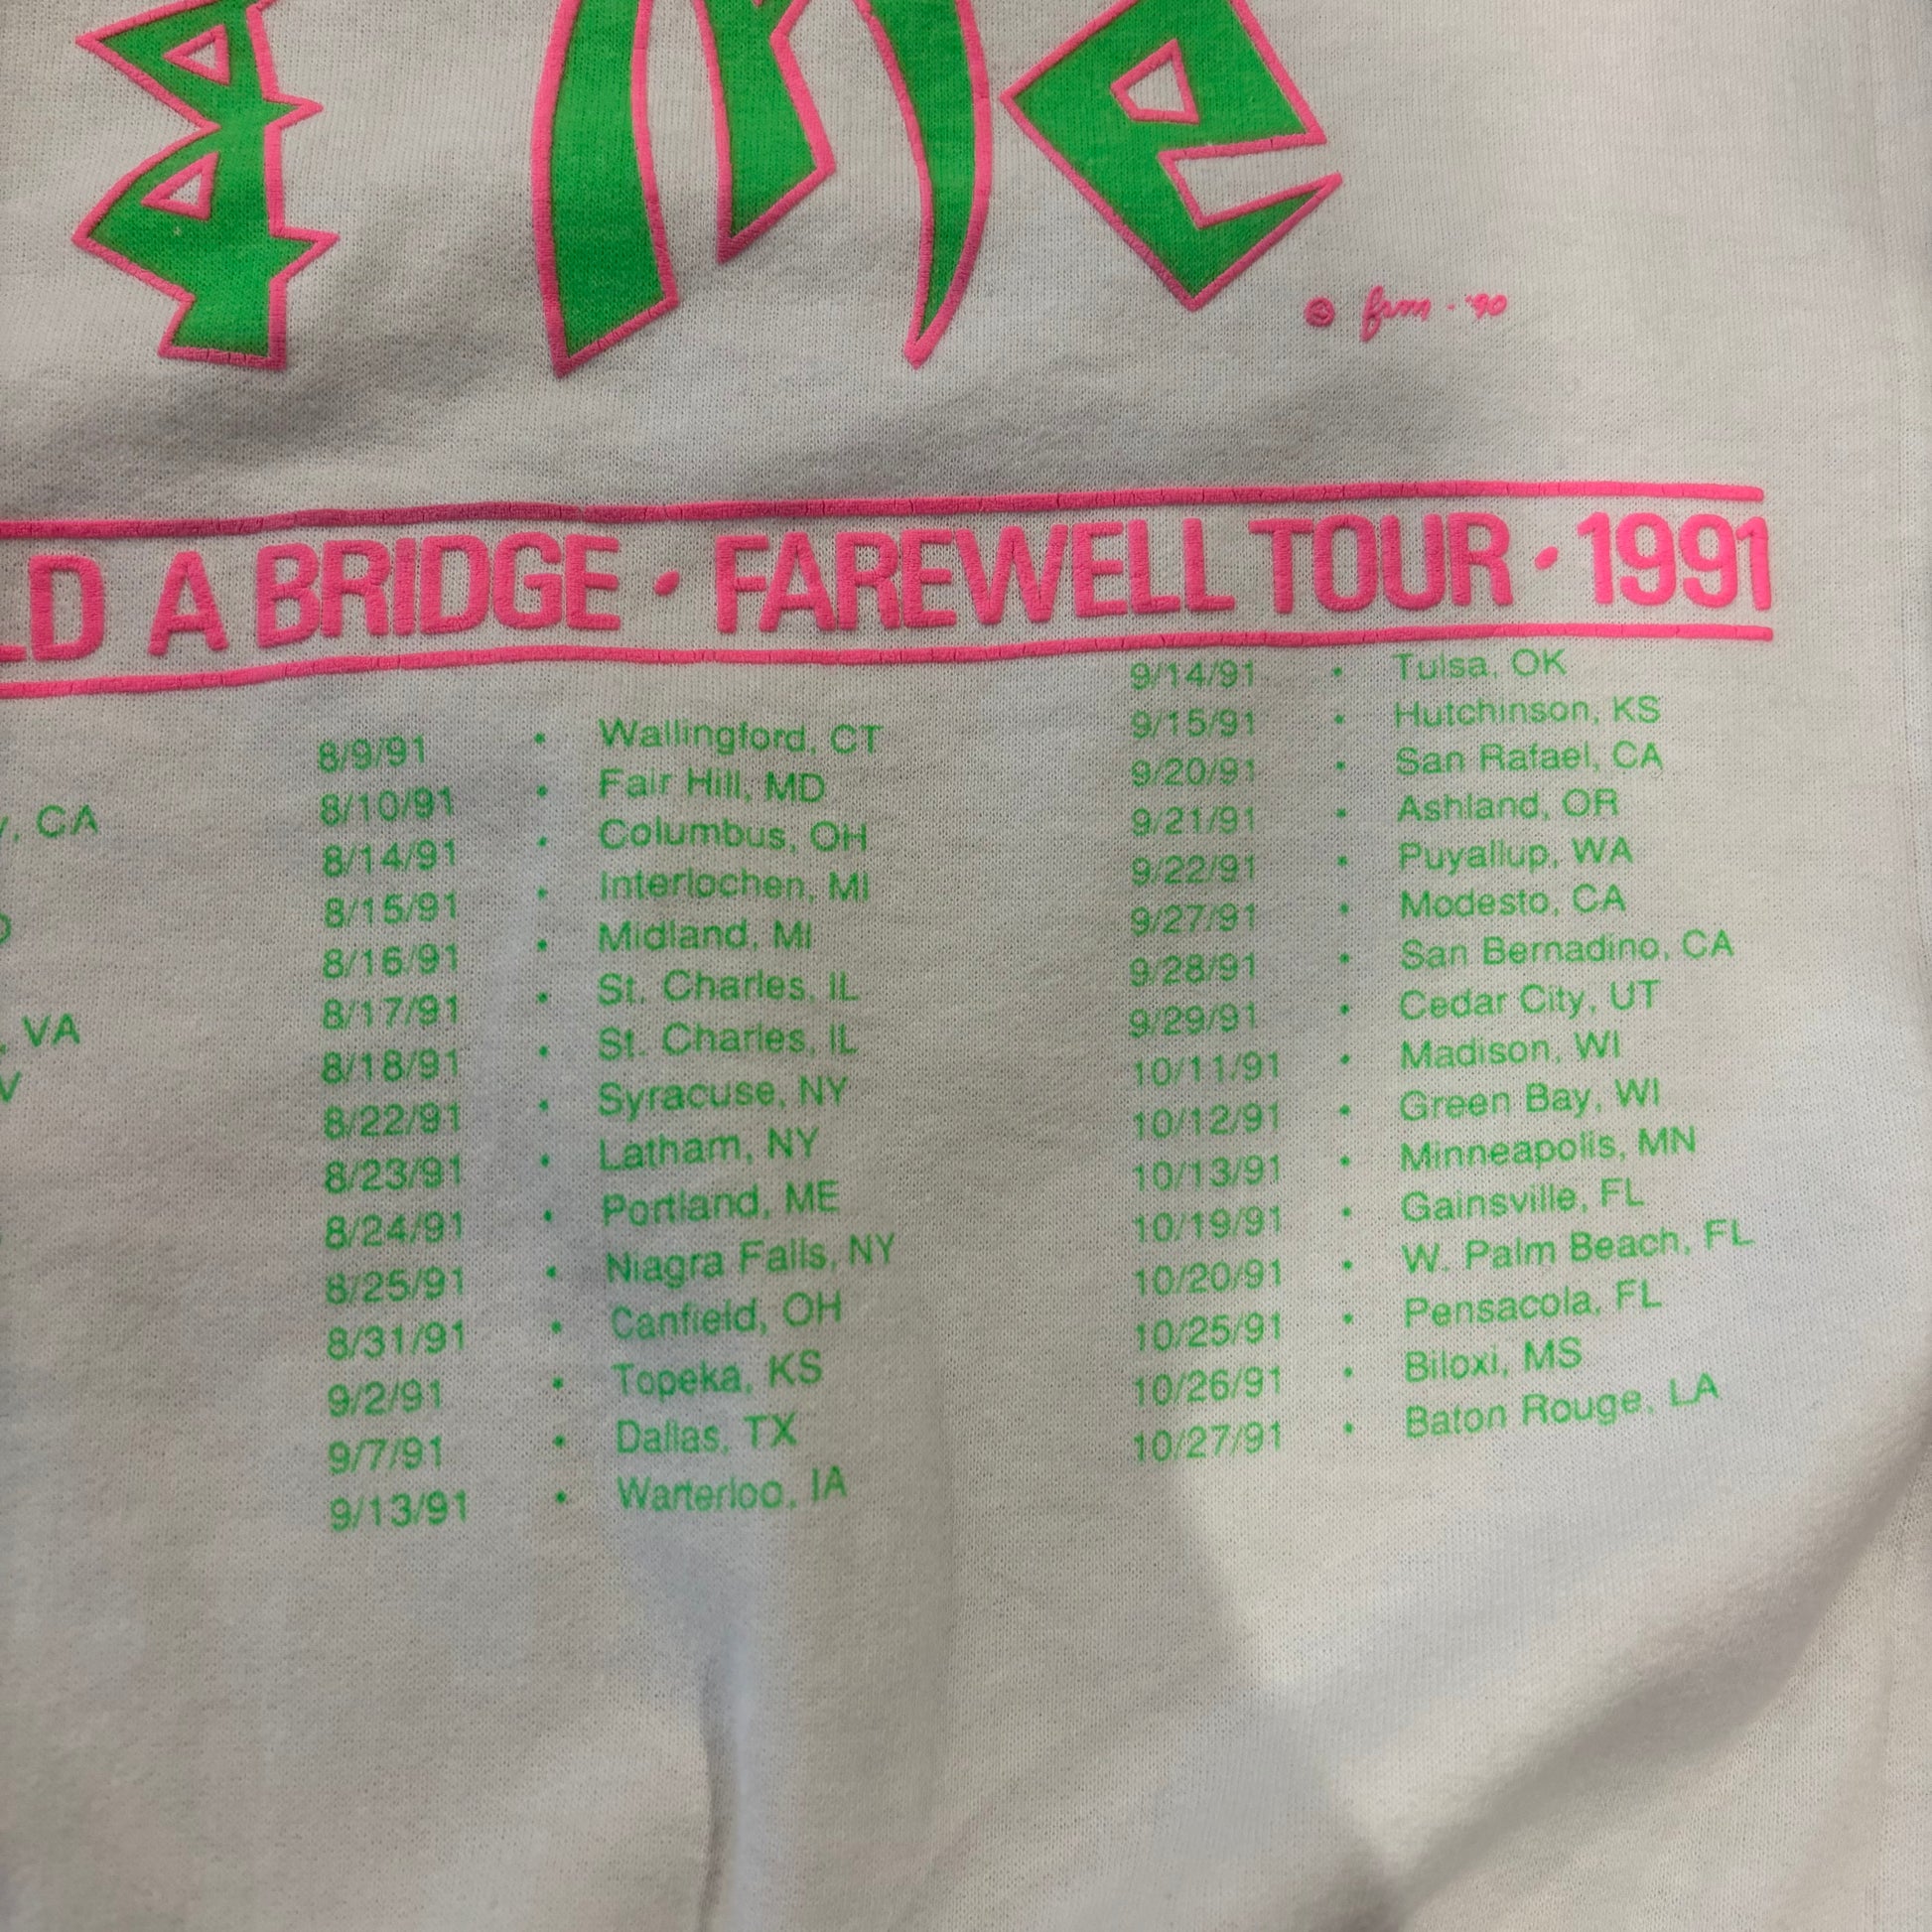 © frm - '90
LD A BRIDGE · FAREWELL TOUR · 1991
, CA
, VA
8/9/91 · Wallingford, CT
8/10/91 · Fair Hill, MD
8/14/91 · Columbus, OH
8/15/91 · Interlochen, MI
8/16/91 · Midland, MI
8/17/91 · St. Charles, IL
8/18/91 · St. Charles, IL
8/22/91 · Syracuse, NY
8/23/91 · Latham, NY
8/24/91 · Portland, ME
8/25/91 · Niagra Falls, NY
8/31/91 · Canfield, OH
9/2/91 · Topeka, KS
9/7/91 · Dallas, TX
9/13/91 · Warterloo, IA
9/14/91 · Tulsa, OK
9/15/91 · Hutchinson, KS
9/20/91 · San Rafael, CA
9/21/91 · Ashland, OR
9/22/91 · Puyallup, WA
9/27/91 · Modesto, CA
9/28/91 · San Bernadino, CA
9/29/91 · Cedar City, UT
10/11/91 · Madison, WI
10/12/91 · Green Bay, WI
10/13/91 · Minneapolis, MN
10/19/91 · Gainsville, FL
10/20/91 · W. Palm Beach, FL
10/25/91 · Pensacola, FL
10/26/91 · Biloxi, MS
10/27/91 · Baton Rouge, LA